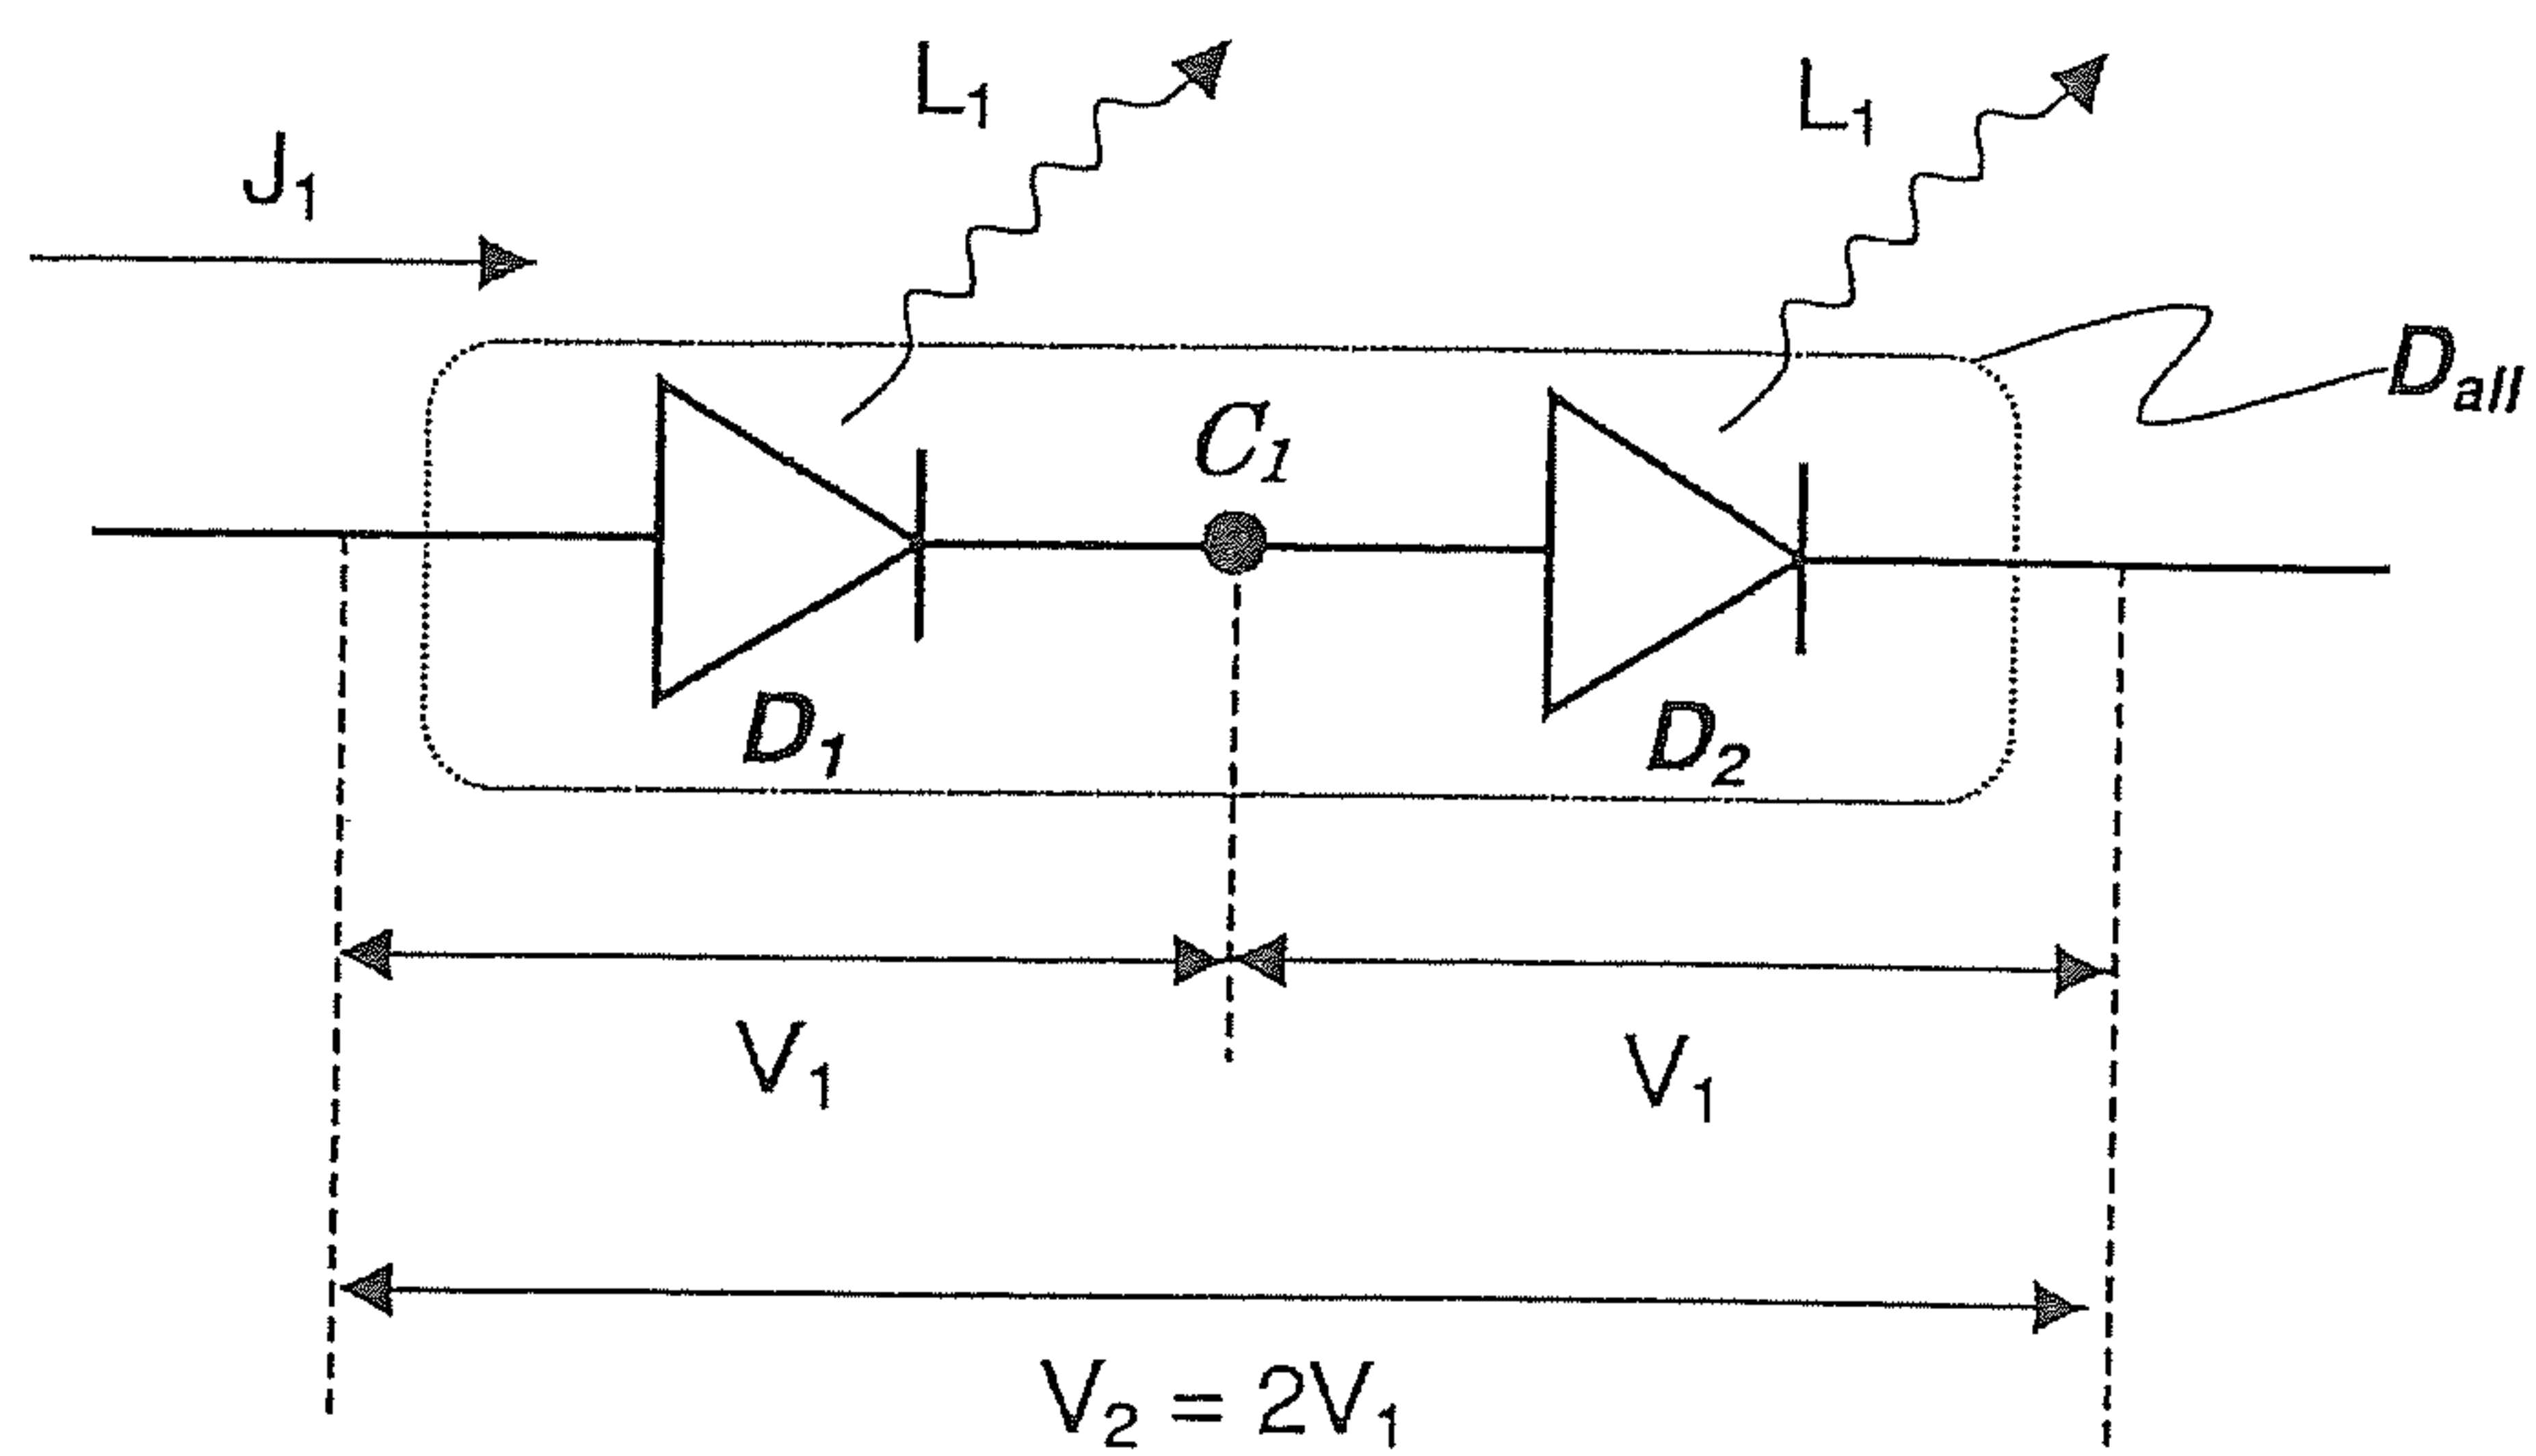 L₁ L₁
J₁
Dall
C₁
D₁ D₂
V₁ V₁
V₂ = 2V₁